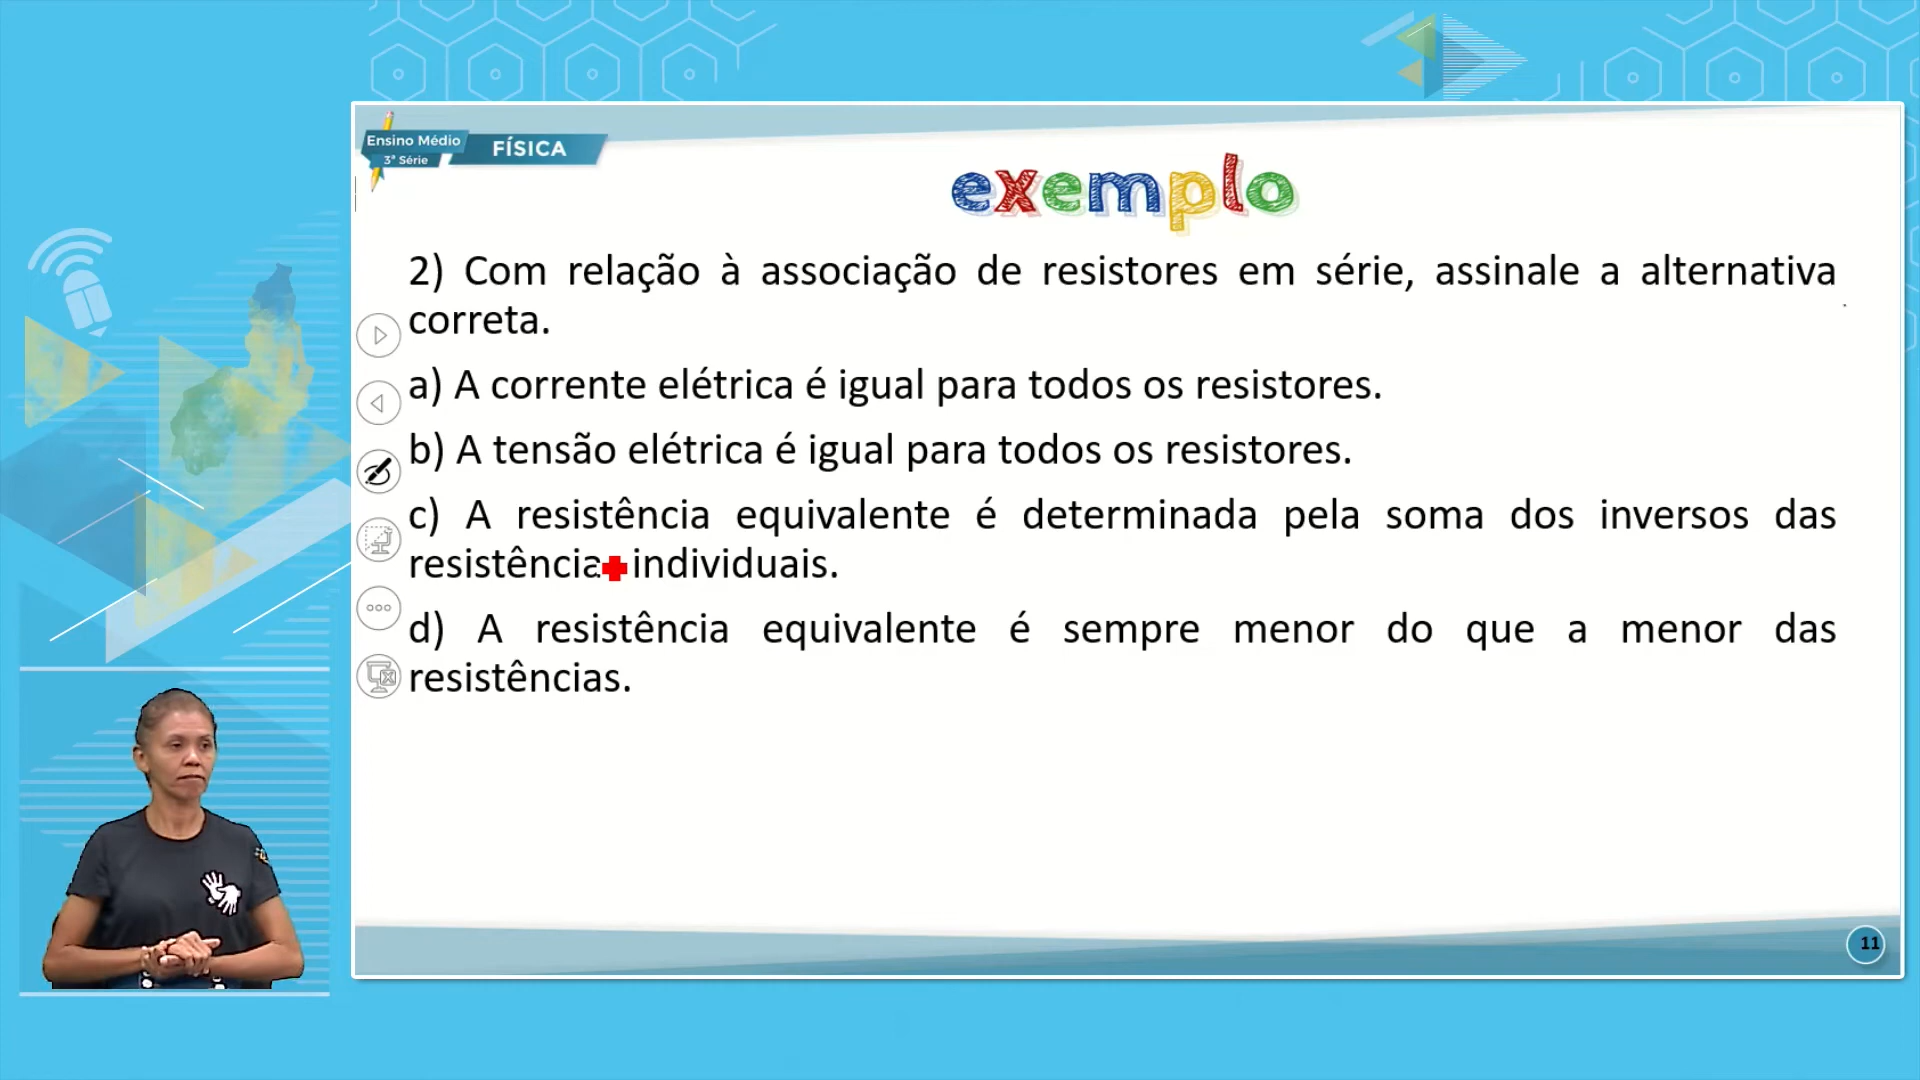 Ensino Médio
3ª Série
FÍSICA
exemplo
2) Com relação à associação de resistores em série, assinale a alternativa
correta.
a) A corrente elétrica é igual para todos os resistores.
b) A tensão elétrica é igual para todos os resistores.
c) A resistência equivalente é determinada pela soma dos inversos das
resistência individuais.
d) A resistência equivalente é sempre menor do que a menor das
resistências.
11